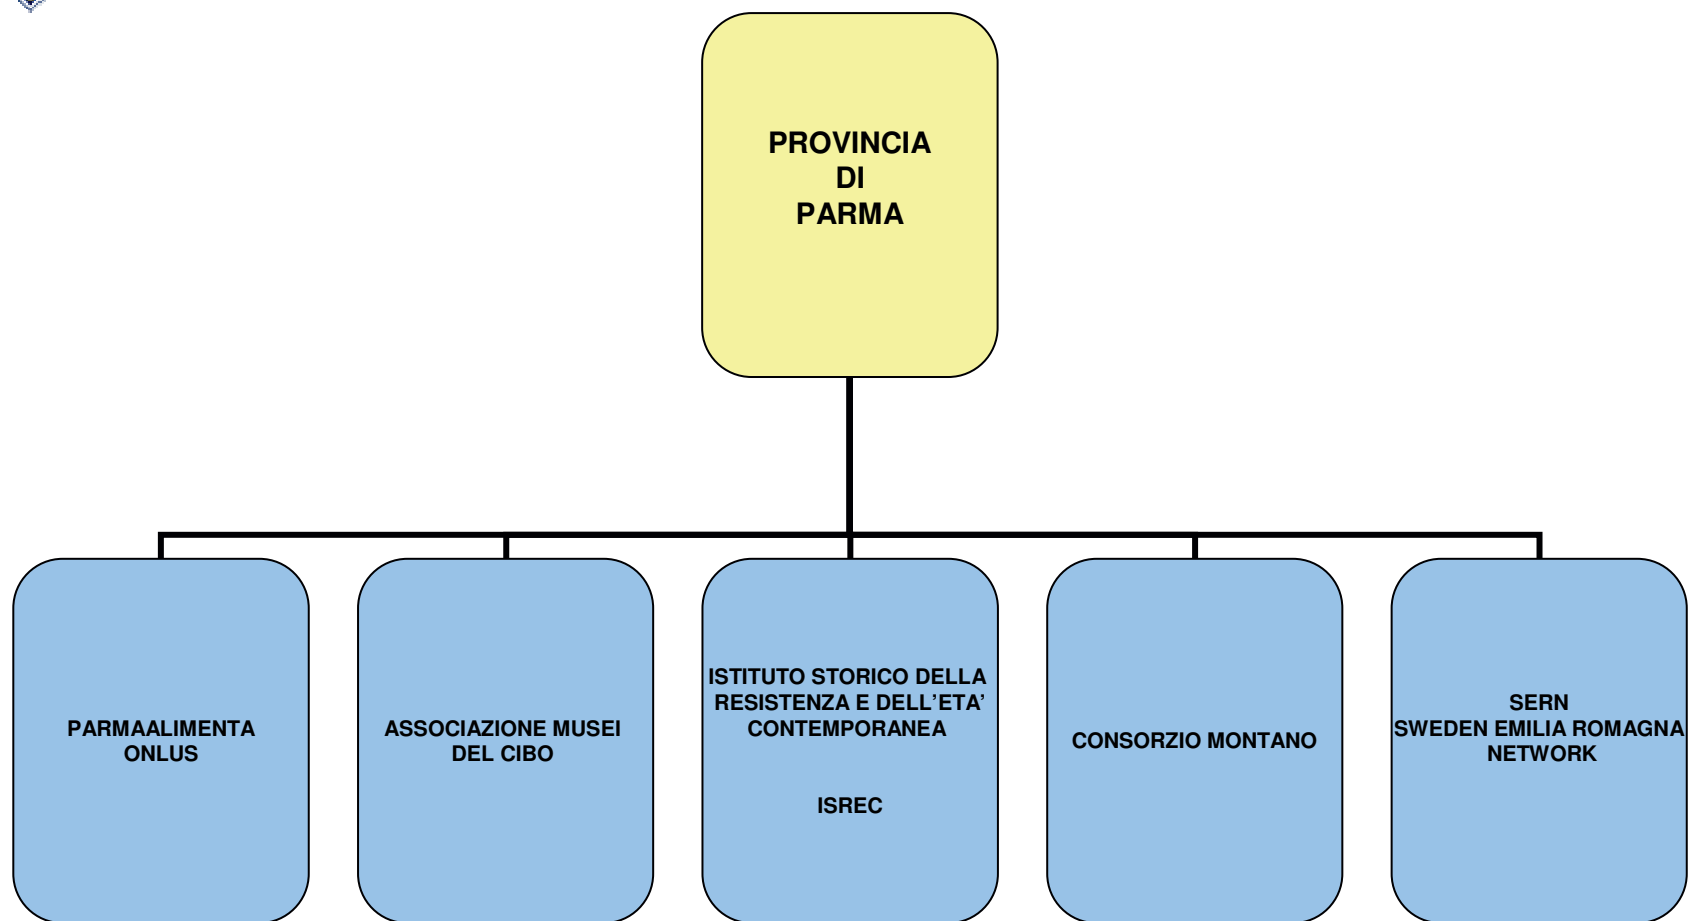 PROVINCIA
DI
PARMA
PARMAALIMENTA
ONLUS
ASSOCIAZIONE MUSEI
DEL CIBO
ISTITUTO STORICO DELLA
RESISTENZA E DELL’ETA’
CONTEMPORANEA
ISREC
CONSORZIO MONTANO
SERN
SWEDEN EMILIA ROMAGNA
NETWORK